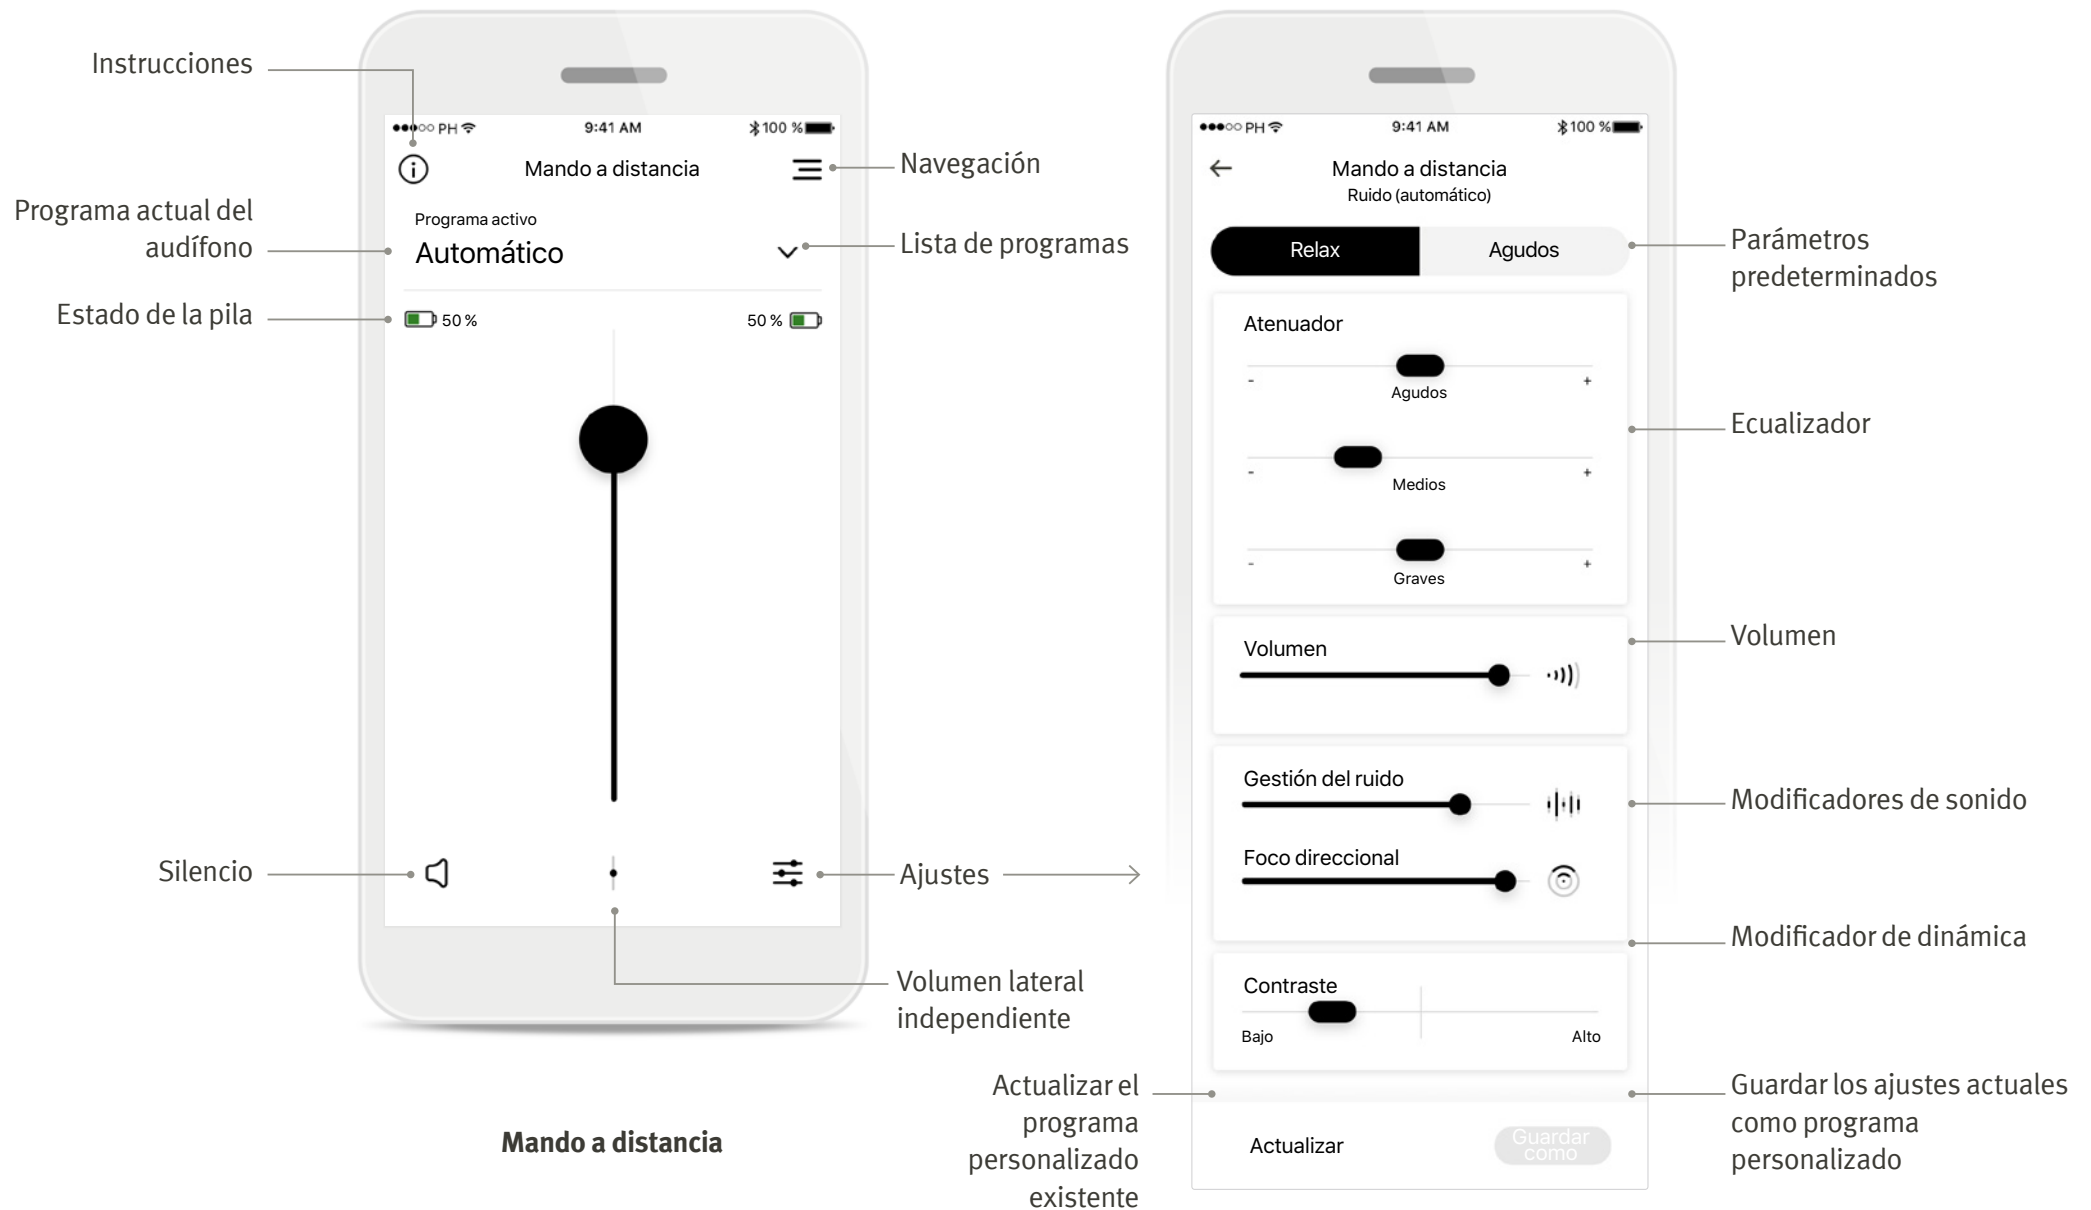 Instrucciones
Programa actual del
audífono
Estado de la pila
Silencio
PH
9:41 AM
100 %
Mando a distancia
Programa activo
Automático
50 %
50 %
Navegación
Lista de programas
Ajustes
Volumen lateral
independiente
Mando a distancia
PH
9:41 AM
100 %
Mando a distancia
Ruido (automático)
Relax
Agudos
Atenuador
-
+
Agudos
-
+
Medios
-
+
Graves
Volumen
Gestión del ruido
Foco direccional
Contraste
Bajo
Alto
Actualizar
Guardar
como
Parámetros
predeterminados
Ecualizador
Volumen
Modificadores de sonido
Modificador de dinámica
Actualizar el
programa
personalizado
existente
Guardar los ajustes actuales
como programa
personalizado